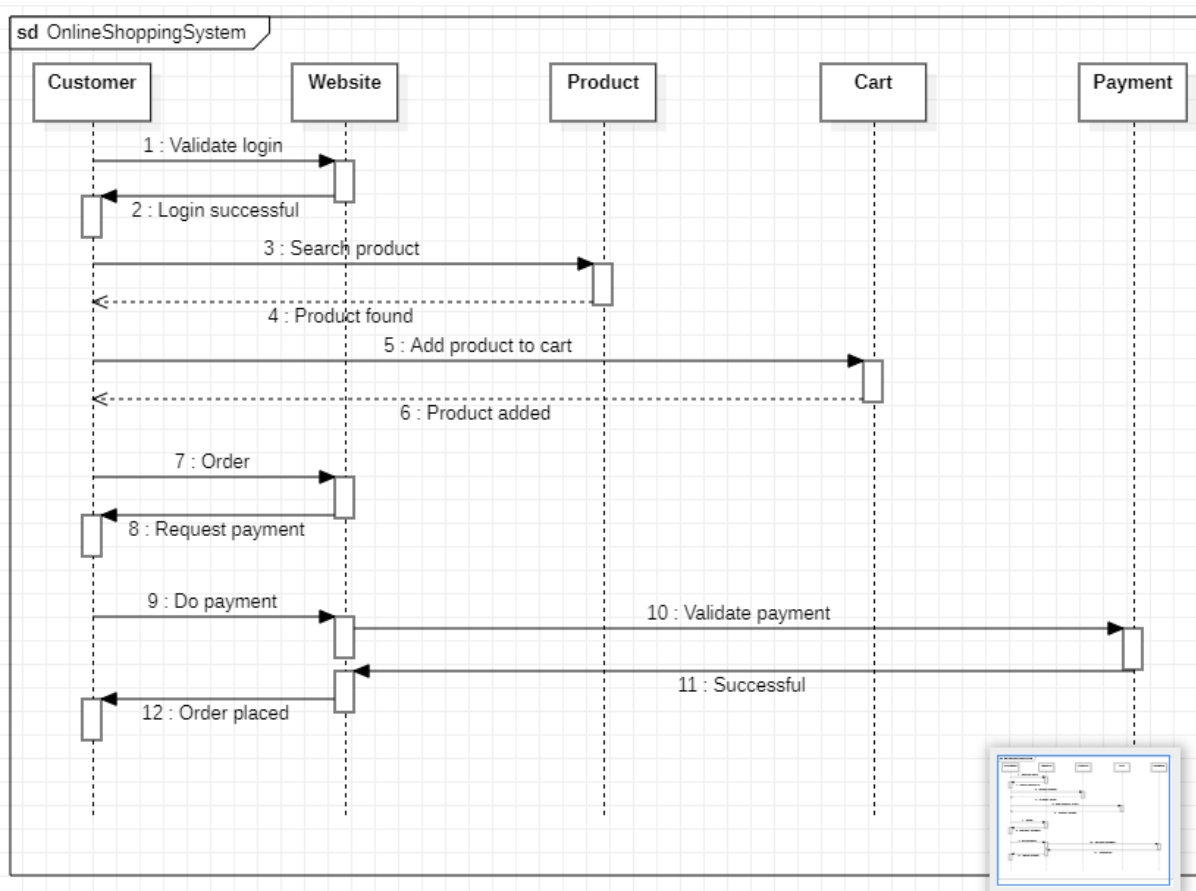 sd OnlineShoppingSystem
Customer
Website
Product
Cart
Payment
1 : Validate login
2 : Login successful
3 : Search product
4 : Product found
5 : Add product to cart
6 : Product added
7 : Order
8 : Request payment
9 : Do payment
10 : Validate payment
11 : Successful
12 : Order placed